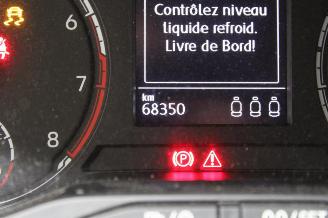 Contrôlez niveau
liquide refroid.
Livre de Bord!
km
68350
6
7
8
P